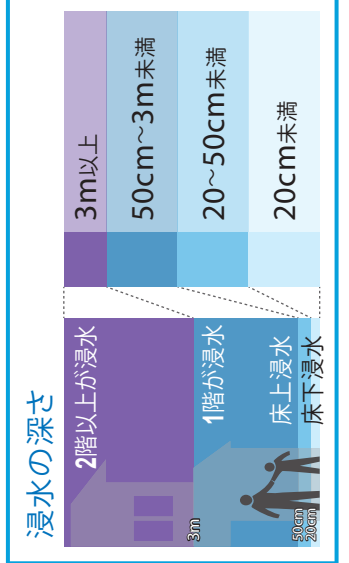 浸水の深さ
2階以上が浸水
1階が浸水
床上浸水
床下浸水
3m
50cm
20cm
3m以上
50cm～3m未満
20～50cm未満
20cm未満